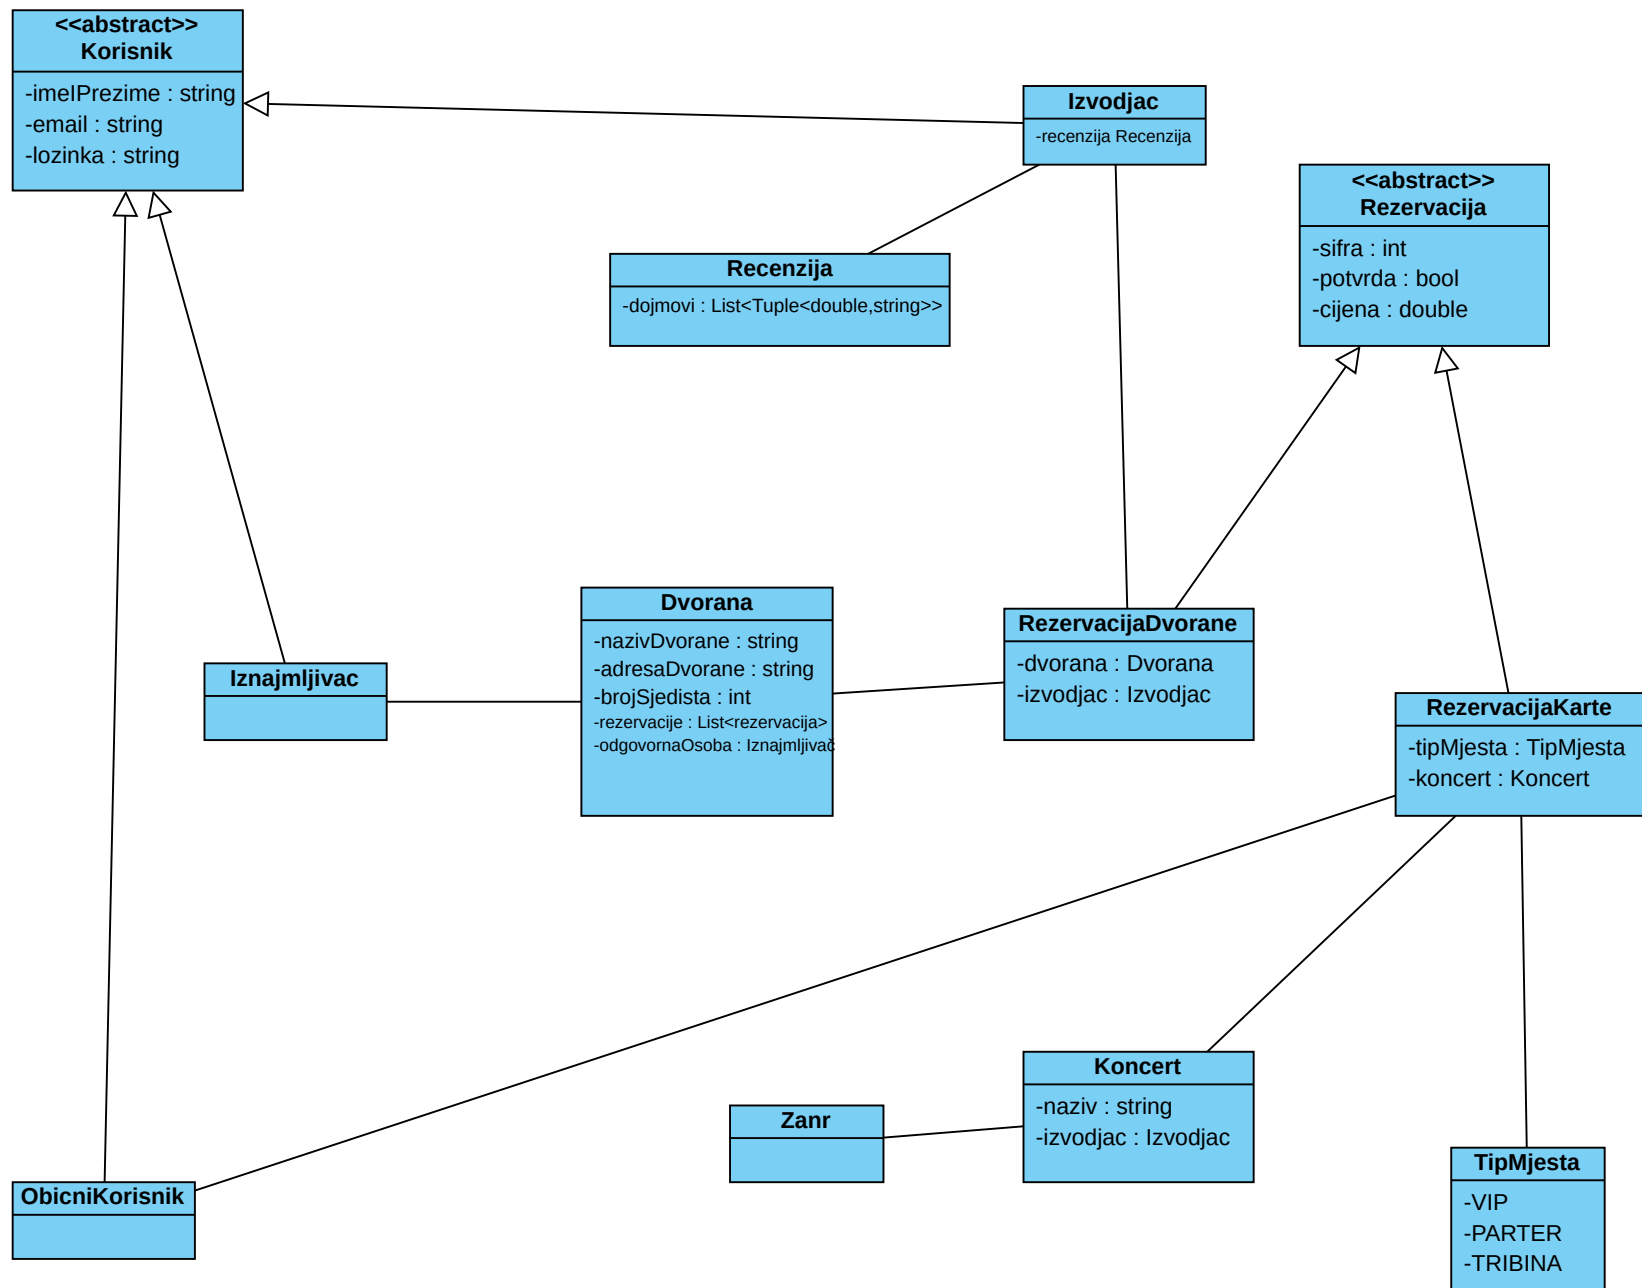 <<abstract>>
Korisnik
-imeIPrezime : string
-email : string
-lozinka : string
Izvodjac
-recenzija Recenzija
<<abstract>>
Rezervacija
-sifra : int
-potvrda : bool
-cijena : double
Recenzija
-dojmovi : List<Tuple<double,string>>
Iznajmljivac
Dvorana
-nazivDvorane : string
-adresaDvorane : string
-brojSjedista : int
-rezervacije : List<rezervacija>
-odgovornaOsoba : Iznajmljivač
RezervacijaDvorane
-dvorana : Dvorana
-izvodjac : Izvodjac
RezervacijaKarte
-tipMjesta : TipMjesta
-koncert : Koncert
Koncert
-naziv : string
-izvodjac : Izvodjac
Zanr
ObicniKorisnik
TipMjesta
-VIP
-PARTER
-TRIBINA